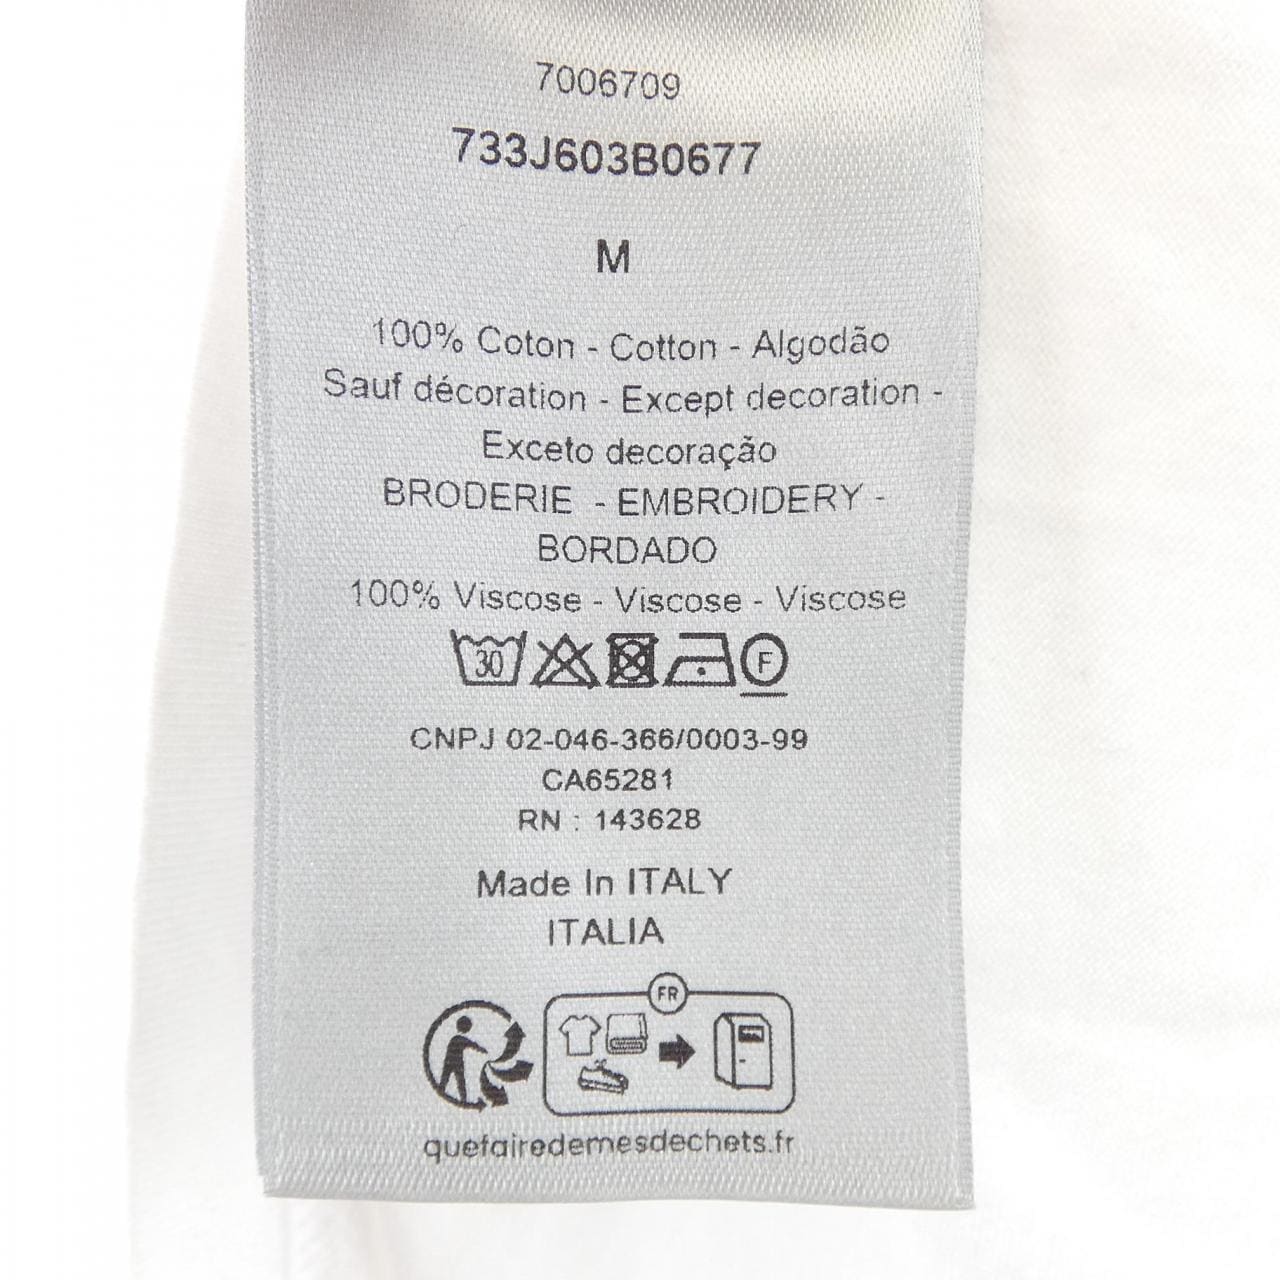 7006709
733J603B0677
M
100% Coton - Cotton - Algodão
Sauf décoration - Except decoration -
Exceto decoração
BRODERIE - EMBROIDERY -
BORDADO
100% Viscose - Viscose - Viscose
30 F
CNPJ 02-046-366/0003-99
CA65281
RN : 143628
Made In ITALY
ITALIA
FR
quefairedemesdechets.fr